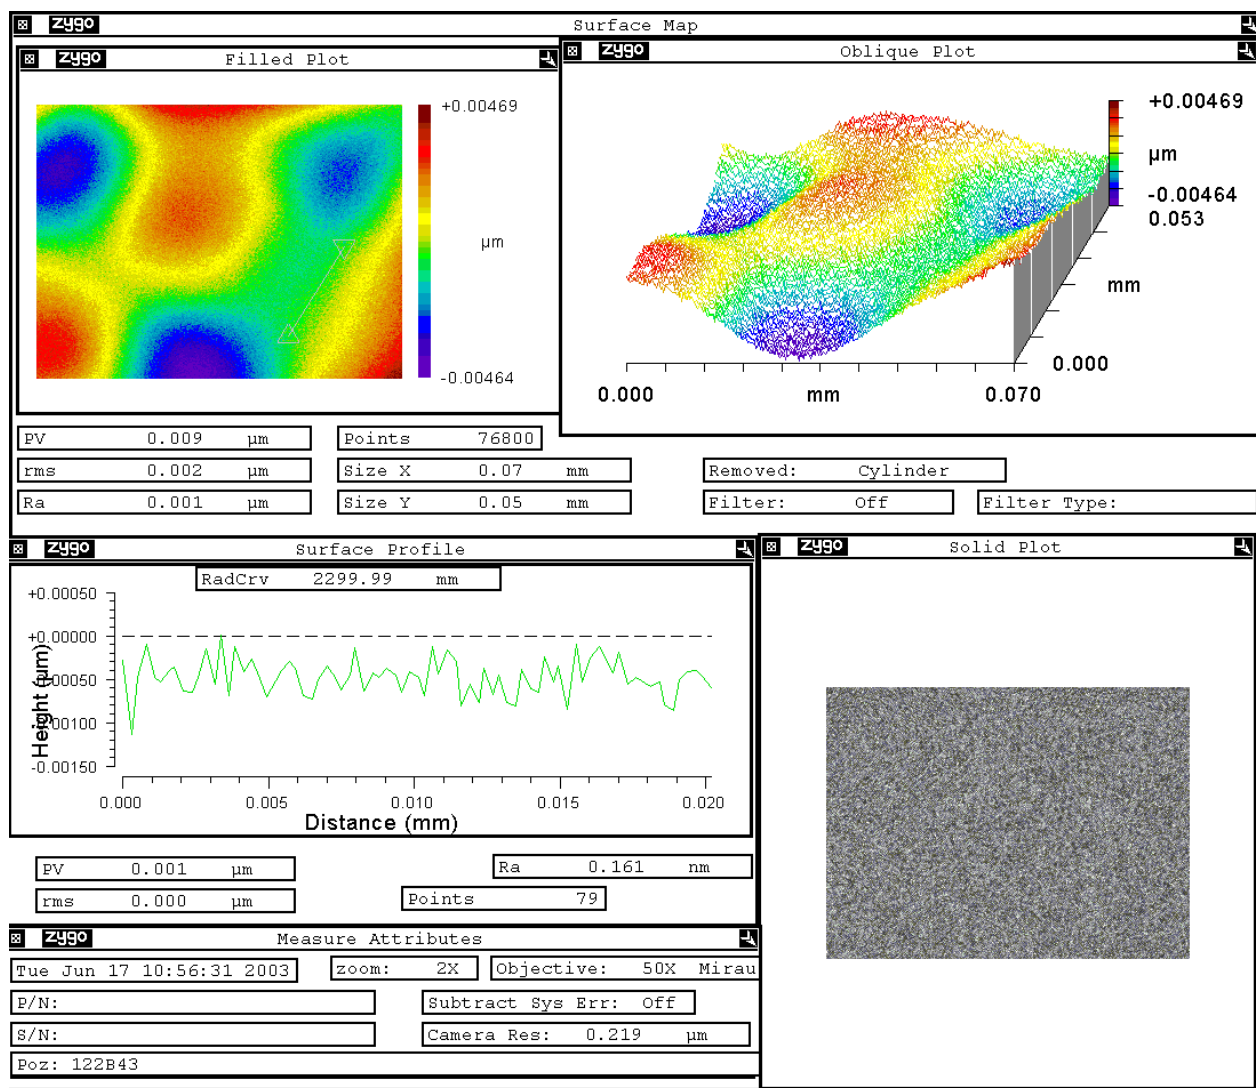 zygo Surface Map
zygo Filled Plot
+0.00469
µm
-0.00464
zygo Oblique Plot
+0.00469
µm
-0.00464
0.053
mm
0.000
0.000 mm 0.070
PV 0.009 µm
rms 0.002 µm
Ra 0.001 µm
Points 76800
Size X 0.07 mm
Size Y 0.05 mm
Removed: Cylinder
Filter: Off
Filter Type:
zygo Surface Profile
RadCrv 2299.99 mm
+0.00050
+0.00000
-0.00050
-0.00100
-0.00150
Height (µm)
0.000 0.005 0.010 0.015 0.020
Distance (mm)
PV 0.001 µm
rms 0.000 µm
Ra 0.161 nm
Points 79
zygo Solid Plot
zygo Measure Attributes
Tue Jun 17 10:56:31 2003
zoom: 2X
Objective: 50X Mirau
P/N:
Subtract Sys Err: Off
S/N:
Camera Res: 0.219 µm
Poz: 122B43